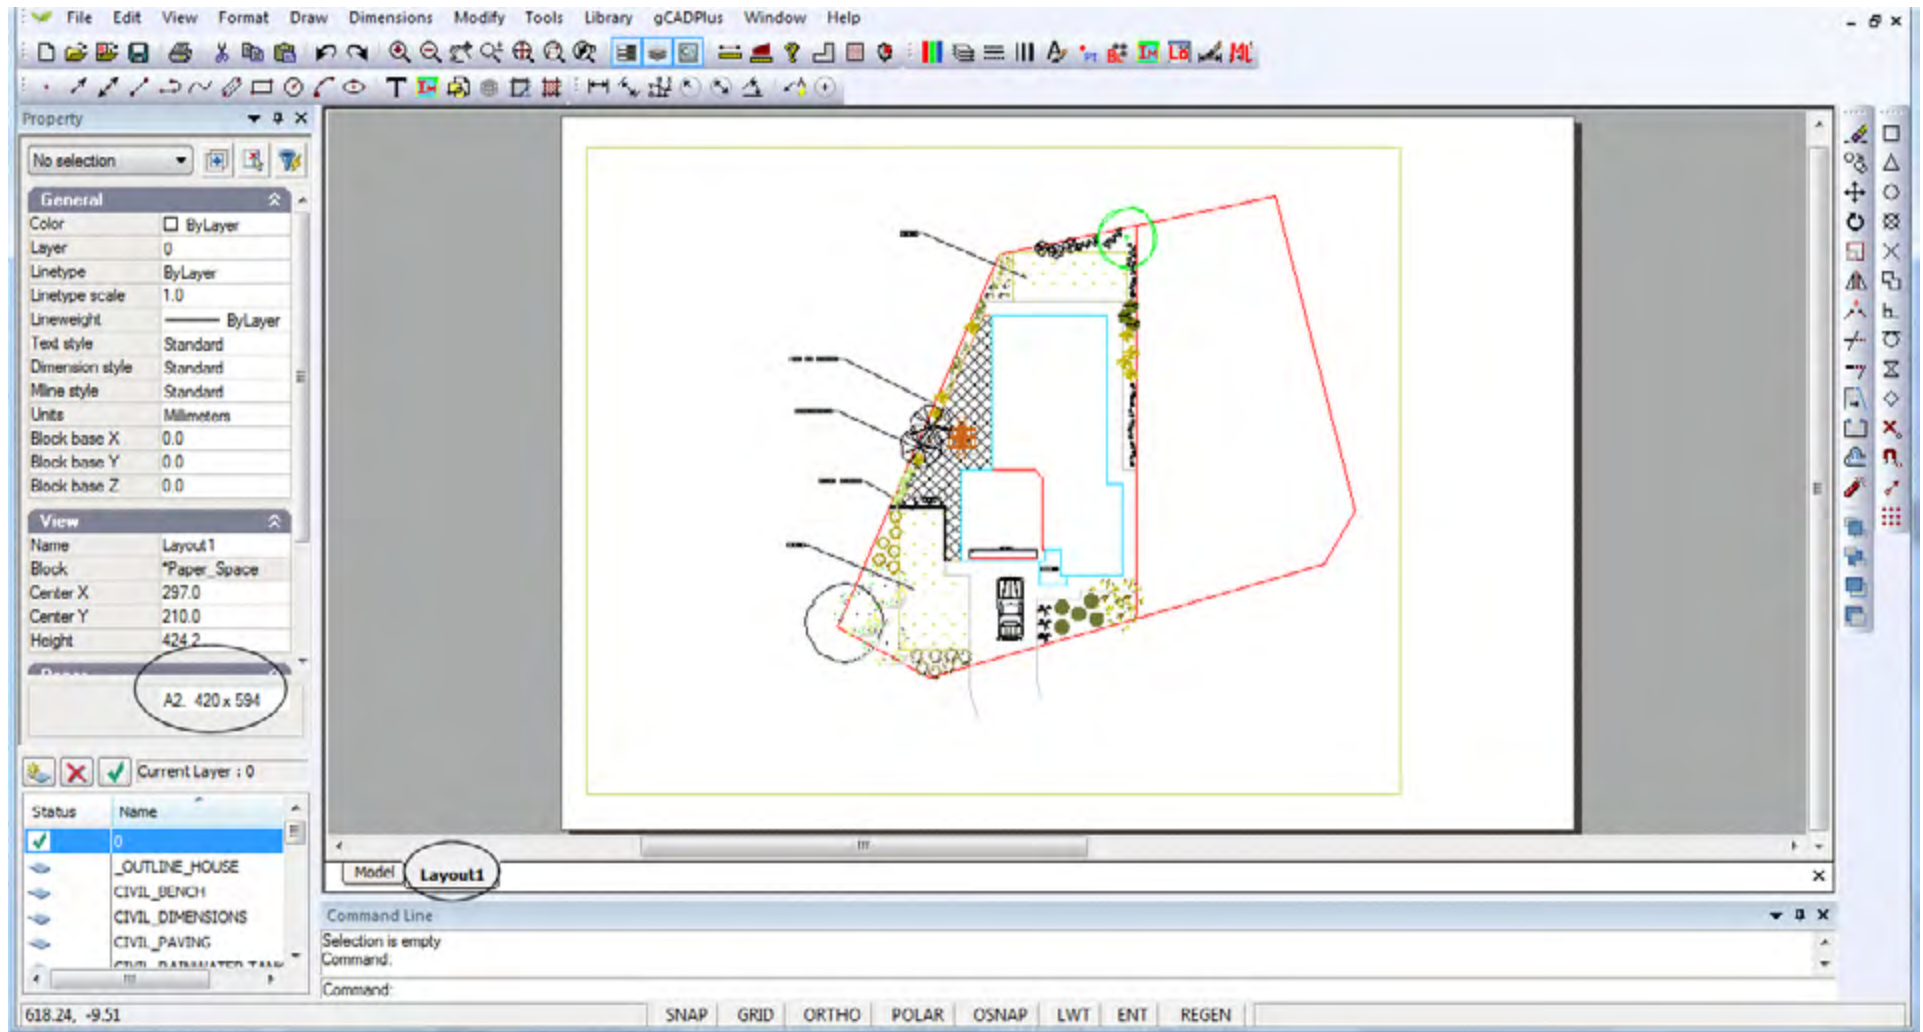 File Edit View Format Draw Dimensions Modify Tools Library gCADPlus Window Help
Property
No selection
General
Color ByLayer
Layer 0
Linetype ByLayer
Linetype scale 1.0
Lineweight ByLayer
Text style Standard
Dimension style Standard
Mline style Standard
Units Millimeters
Block base X 0.0
Block base Y 0.0
Block base Z 0.0
View
Name Layout1
Block *Paper_Space
Center X 297.0
Center Y 210.0
Height 424.2
A2. 420 x 594
Current Layer : 0
Status Name
0
_OUTLINE_HOUSE
CIVIL_BENCH
CIVIL_DIMENSIONS
CIVIL_PAVING
Model Layout1
Command Line
Selection is empty
Command.
Command:
618.24, -9.51 SNAP GRID ORTHO POLAR OSNAP LWT ENT REGEN